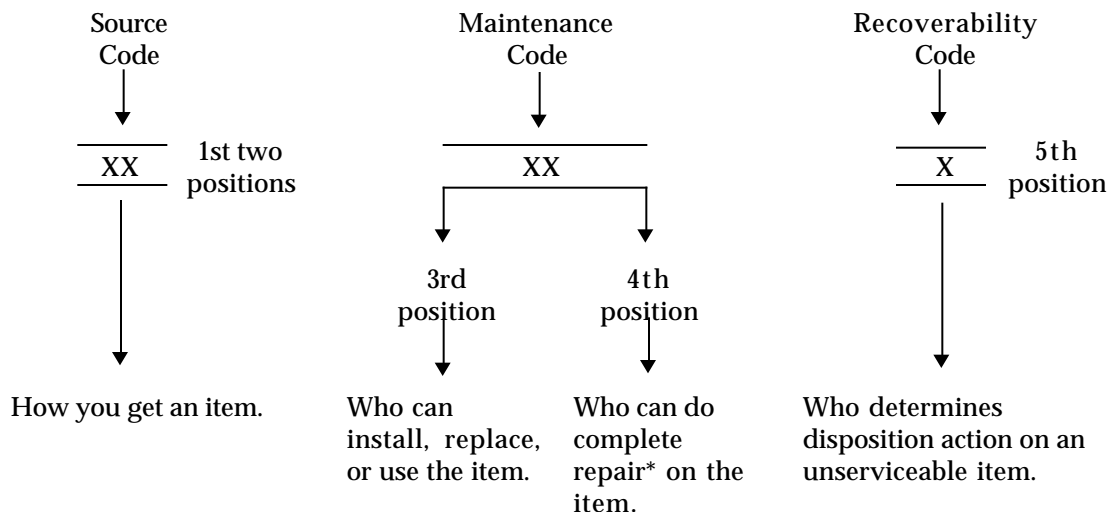 Source
Code
Maintenance
Code
Recoverability
Code
XX
1st two
positions
XX
X
5th
position
3rd
position
4th
position
How you get an item.
Who can
install, replace,
or use the item.
Who can do
complete
repair* on the
item.
Who determines
disposition action on an
unserviceable item.